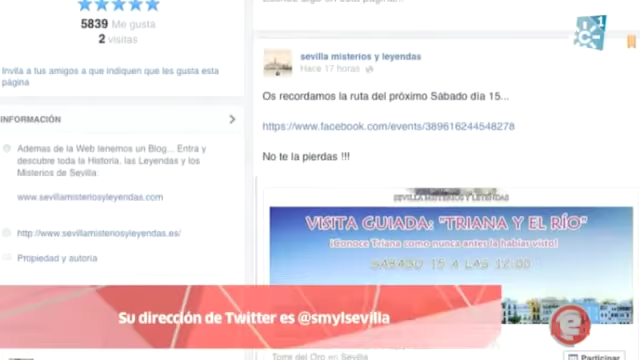 5839 Me gusta
2 visitas
Invita a tus amigos a que indiquen que les gusta esta
página
INFORMACIÓN
Además de la Web tenemos un Blog... Entra y
descubre toda la Historia, las Leyendas y los
Misterios de Sevilla:
www.sevillamisteriosyleyendas.com
http://www.sevillamisteriosyleyendas.es/
Propiedad y autoría
sevilla misterios y leyendas
Hace 17 horas
Os recordamos la ruta del próximo Sábado día 15...
https://www.facebook.com/events/389616244548278
No te la pierdas !!!
SEVILLA MISTERIOS Y LEYENDAS
VISITA GUIADA: "TRIANA Y EL RÍO"
¡Conoce Triana como nunca antes la habías visto!
SÁBADO 15 A LAS 12:00
Torre del Oro en Sevilla
Participar
Su dirección de Twitter es @smylsevilla
1